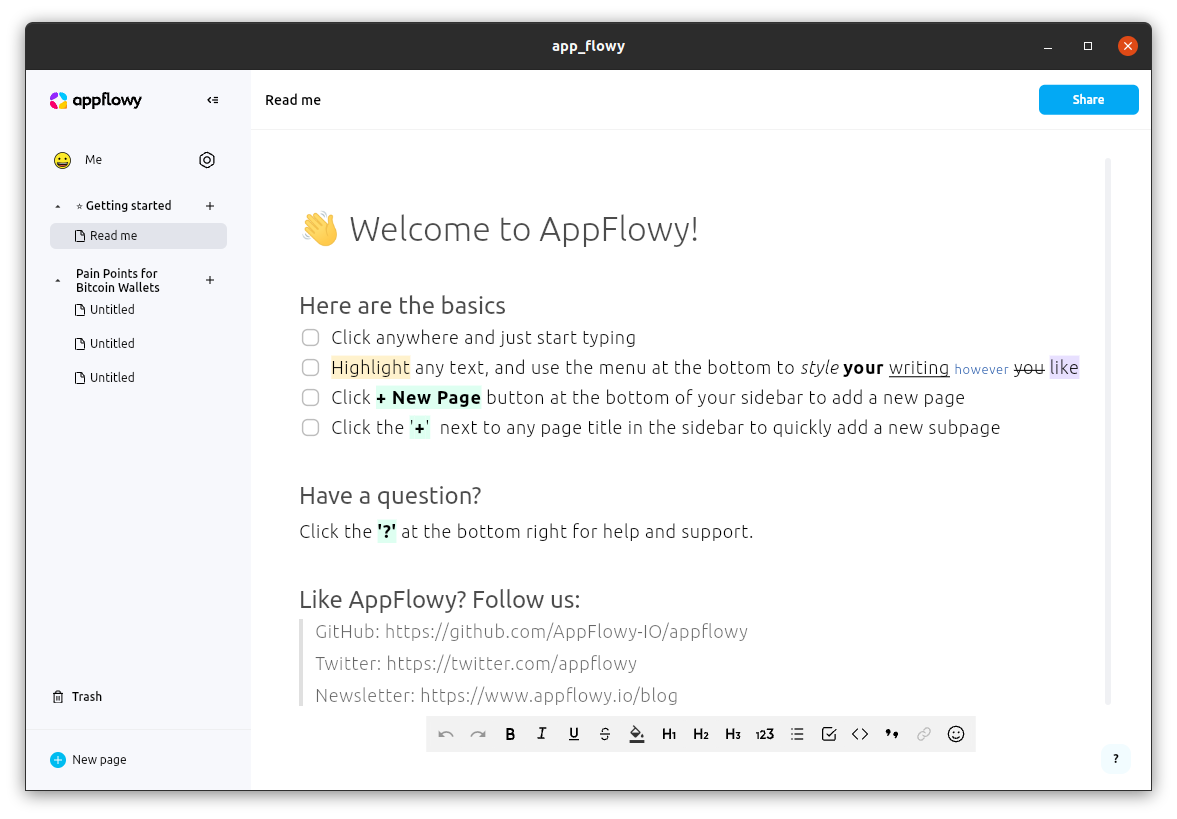 app_flowy
appflowy
Read me
Share
Me
☆ Getting started
Read me
Pain Points for
Bitcoin Wallets
Untitled
Untitled
Untitled
Trash
New page
👋 Welcome to AppFlowy!
Here are the basics
Click anywhere and just start typing
Highlight any text, and use the menu at the bottom to style your writing however you like
Click + New Page button at the bottom of your sidebar to add a new page
Click the '+' next to any page title in the sidebar to quickly add a new subpage
Have a question?
Click the '?' at the bottom right for help and support.
Like AppFlowy? Follow us:
GitHub: https://github.com/AppFlowy-IO/appflowy
Twitter: https://twitter.com/appflowy
Newsletter: https://www.appflowy.io/blog
B I U S H1 H2 H3 123
?